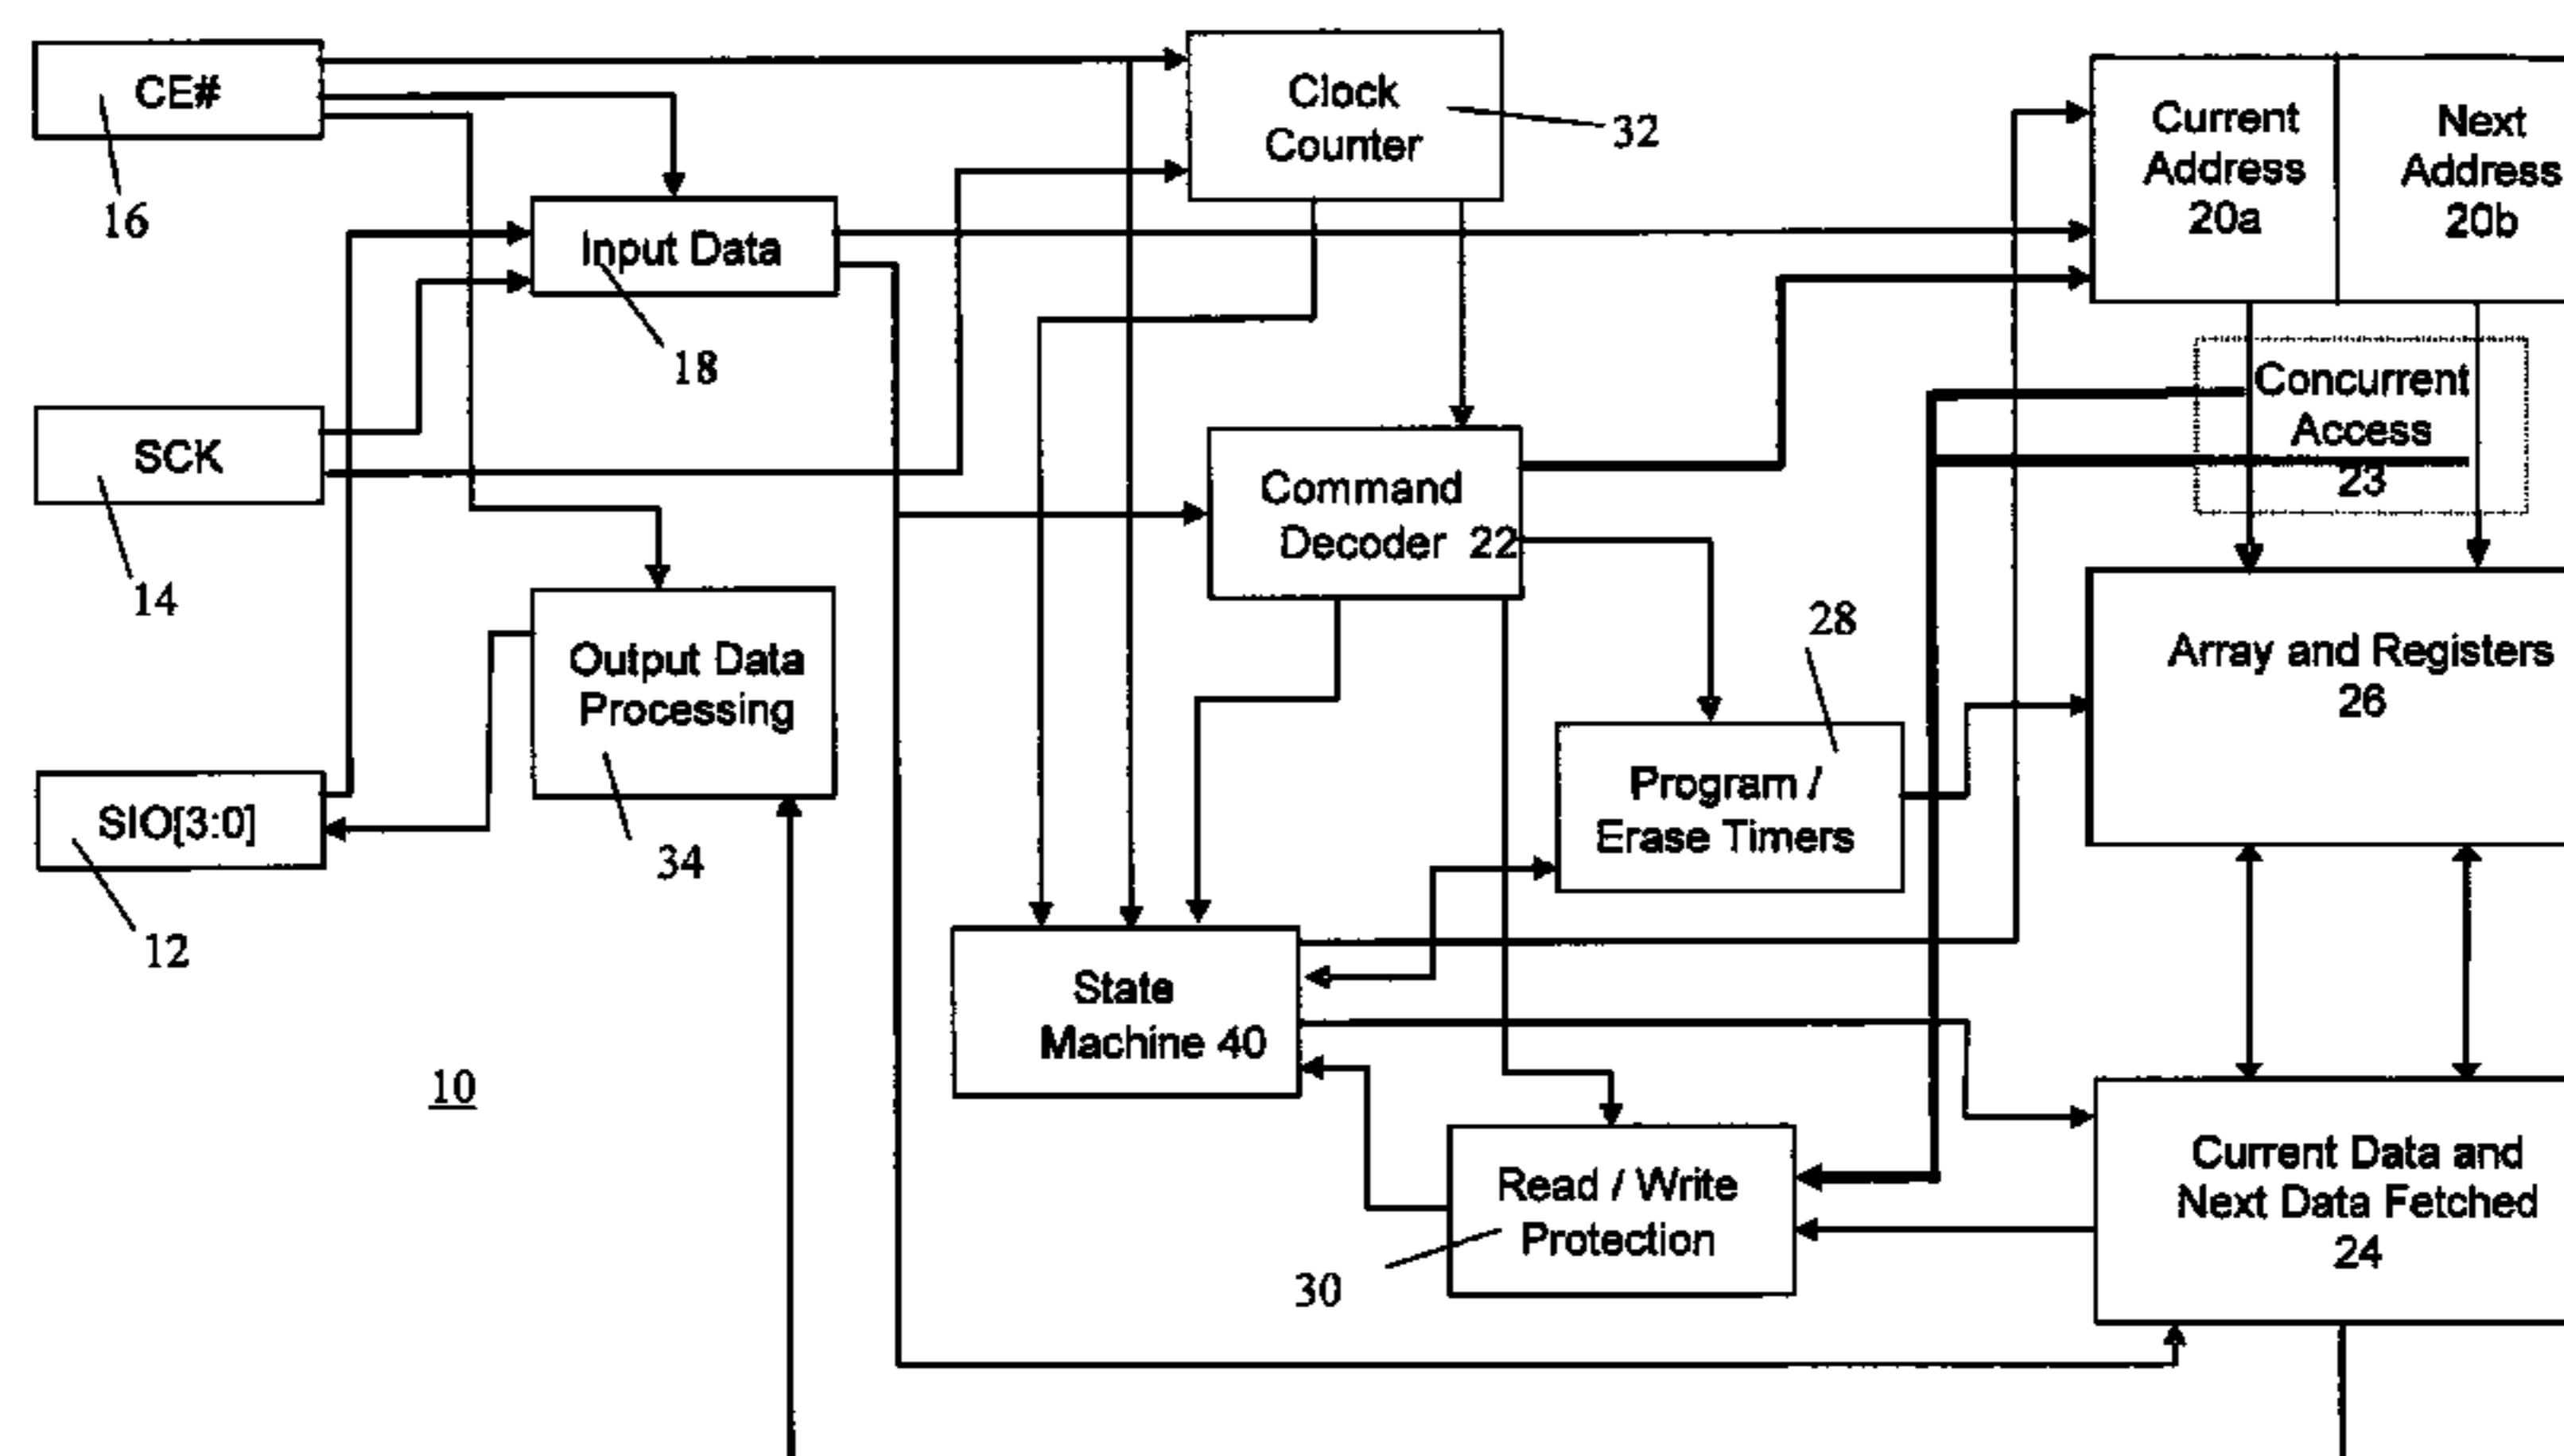 CE#
16
Clock
Counter
32
Current
Address
20a
Next
Address
20b
Input Data
18
SCK
14
Concurrent
Access
23
Command
Decoder 22
Output Data
Processing
34
28
Program /
Erase Timers
Array and Registers
26
SIO[3:0]
12
State
Machine 40
10
Read / Write
Protection
30
Current Data and
Next Data Fetched
24